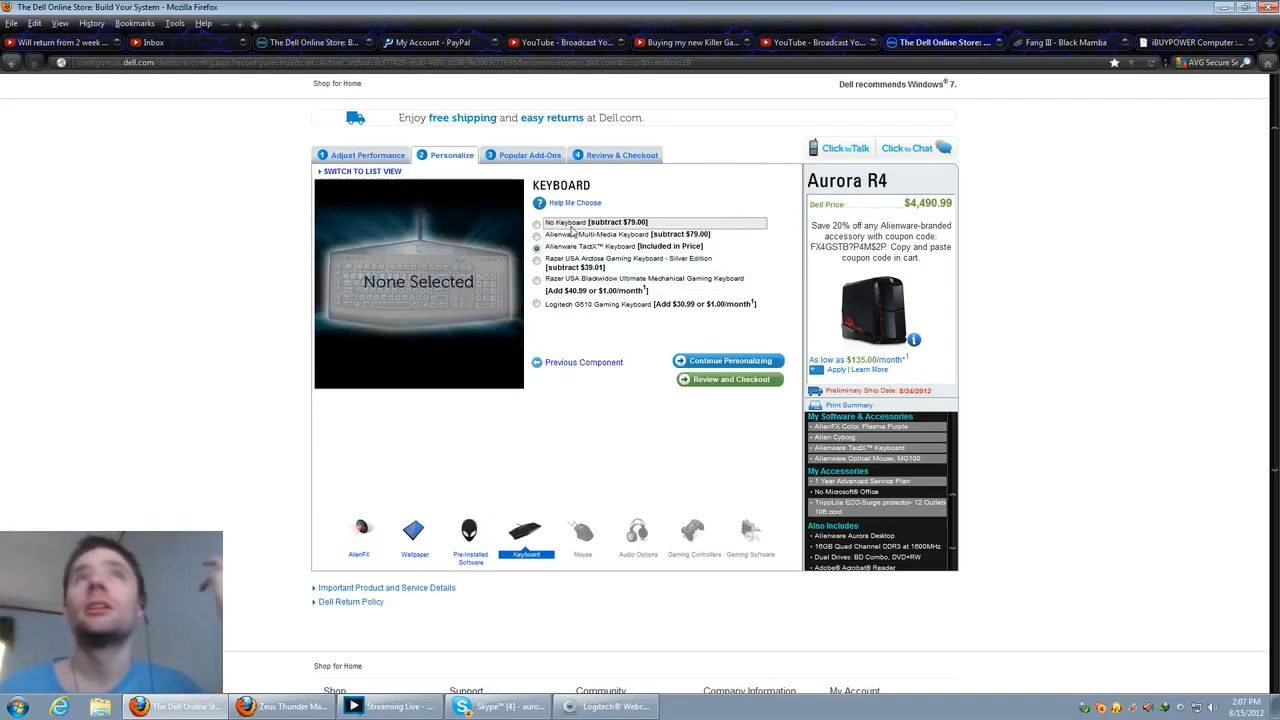 The Dell Online Store: Build Your System - Mozilla Firefox
File Edit View History Bookmarks Tools Help
Will return from 2 week ...
Inbox
The Dell Online Store: B...
My Account - PayPal
YouTube - Broadcast Yo...
Buying my new Killer Ga...
YouTube - Broadcast Yo...
The Dell Online Store: ...
Fang III - Black Mamba
iBUYPOWER Computer : ...
AVG Secure Se
Shop for Home
Dell recommends Windows® 7.
Enjoy free shipping and easy returns at Dell.com.
1 Adjust Performance
2 Personalize
3 Popular Add-Ons
4 Review & Checkout
Click to Talk
Click to Chat
SWITCH TO LIST VIEW
None Selected
KEYBOARD
? Help Me Choose
No Keyboard [subtract $79.00]
Alienware Multi-Media Keyboard [subtract $79.00]
Alienware TactX™ Keyboard [Included in Price]
Razer USA Arctosa Gaming Keyboard - Silver Edition
[subtract $39.01]
Razer USA Blackwidow Ultimate Mechanical Gaming Keyboard
[Add $40.99 or $1.00/month¹]
Logitech G510 Gaming Keyboard [Add $30.99 or $1.00/month¹]
Previous Component
Continue Personalizing
Review and Checkout
Aurora R4
Dell Price $4,490.99
Save 20% off any Alienware-branded
accessory with coupon code:
FX4GSTB?P4M$2P. Copy and paste
coupon code in cart.
As low as $135.00/month*¹
Apply | Learn More
Preliminary Ship Date: 8/24/2012
Print Summary
My Software & Accessories
AlienFX Color, Plasma Purple
Alien Cyborg
Alienware TactX™ Keyboard
Alienware Optical Mouse, MG100
My Accessories
1 Year Advanced Service Plan
No Microsoft® Office
TrippLite ECO-Surge protector- 12 Outlets
10ft cord
Also Includes
Alienware Aurora Desktop
16GB Quad Channel DDR3 at 1600MHz
Dual Drives: BD Combo, DVD+RW
Adobe® Acrobat® Reader
AlienFX
Wallpaper
Pre-Installed
Software
Keyboard
Mouse
Audio Options
Gaming Controllers
Gaming Software
Important Product and Service Details
Dell Return Policy
Shop for Home
Shop
Support
Community
Company Information
My Account
The Dell Online St...
Zeus Thunder Ma...
Streaming Live - ...
Skype™ [4] - auro...
Logitech® Webc...
2:07 PM
8/15/2012